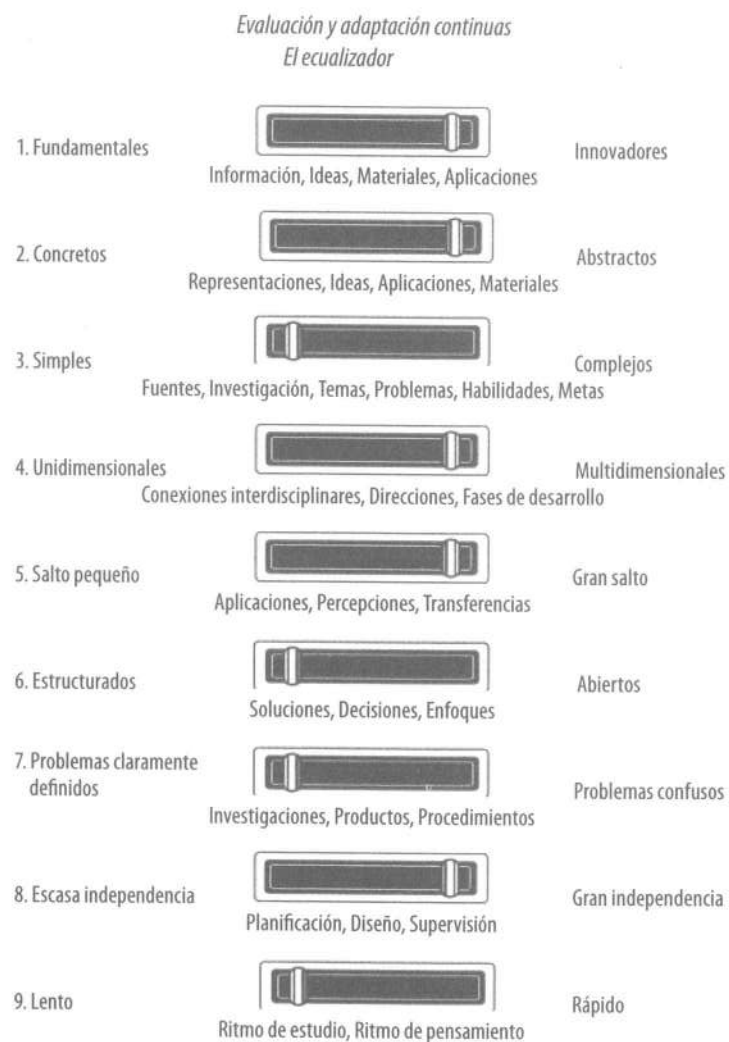 Evaluación y adaptación continuas
El ecualizador
1. Fundamentales
Innovadores
Información, Ideas, Materiales, Aplicaciones
2. Concretos
Abstractos
Representaciones, Ideas, Aplicaciones, Materiales
3. Simples
Complejos
Fuentes, Investigación, Temas, Problemas, Habilidades, Metas
4. Unidimensionales
Multidimensionales
Conexiones interdisciplinares, Direcciones, Fases de desarrollo
5. Salto pequeño
Gran salto
Aplicaciones, Percepciones, Transferencias
6. Estructurados
Abiertos
Soluciones, Decisiones, Enfoques
7. Problemas claramente
definidos
Problemas confusos
Investigaciones, Productos, Procedimientos
8. Escasa independencia
Gran independencia
Planificación, Diseño, Supervisión
9. Lento
Rápido
Ritmo de estudio, Ritmo de pensamiento